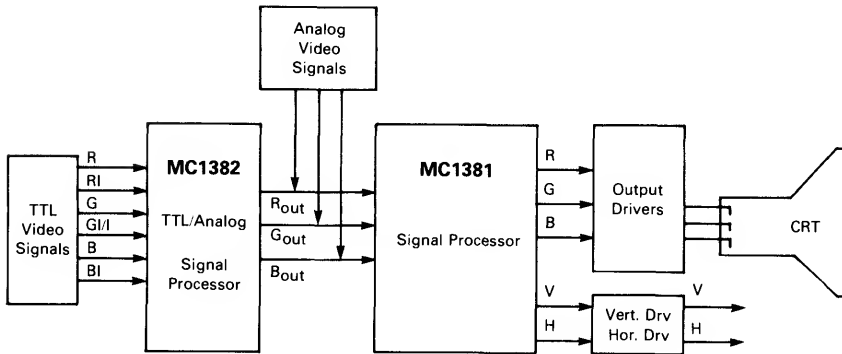 Analog
Video
Signals
TTL
Video
Signals
R
RI
G
GI/I
B
BI
MC1382
TTL/Analog
Signal
Processor
Rout
Gout
Bout
MC1381
Signal Processor
R
G
B
V
H
Output
Drivers
Vert. Drv
Hor. Drv
V
H
CRT